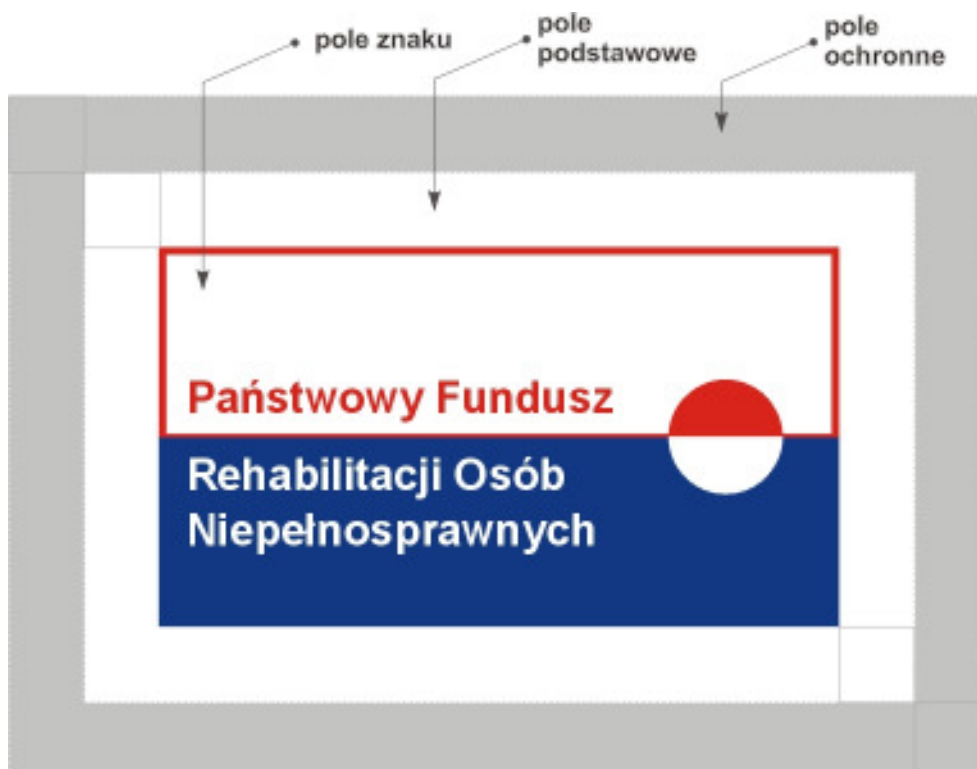 pole znaku
pole
podstawowe
pole
ochronne
Państwowy Fundusz
Rehabilitacji Osób
Niepełnosprawnych